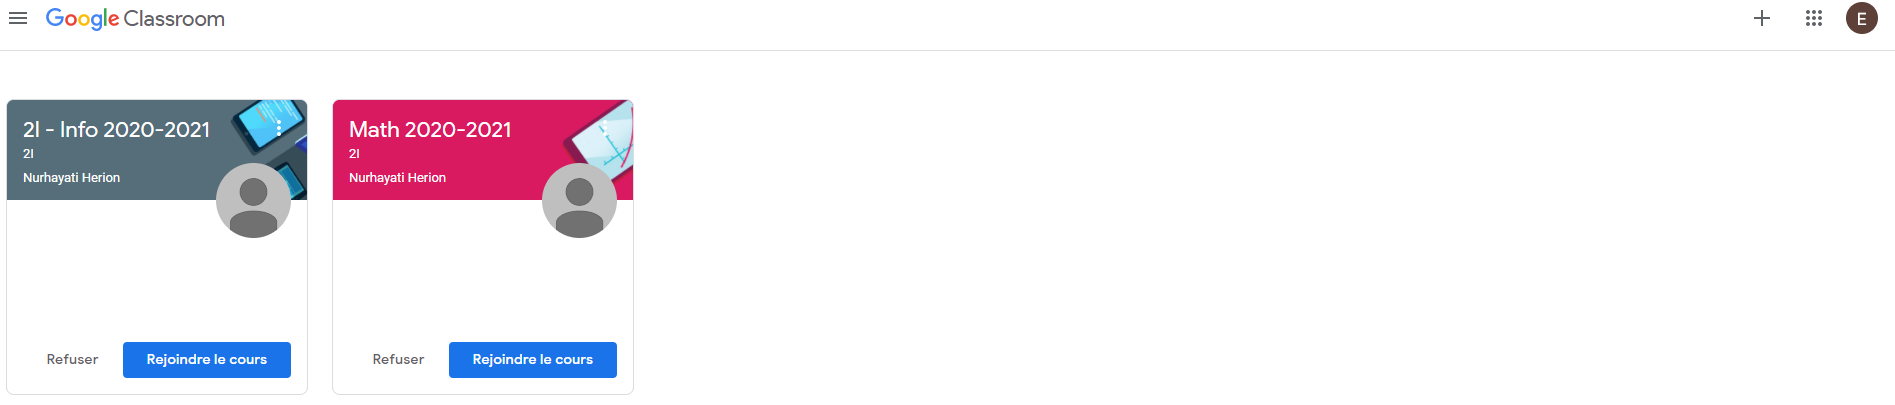 Google Classroom
E
2I - Info 2020-2021
2I
Nurhayati Herion
Refuser
Rejoindre le cours
Math 2020-2021
2I
Nurhayati Herion
Refuser
Rejoindre le cours